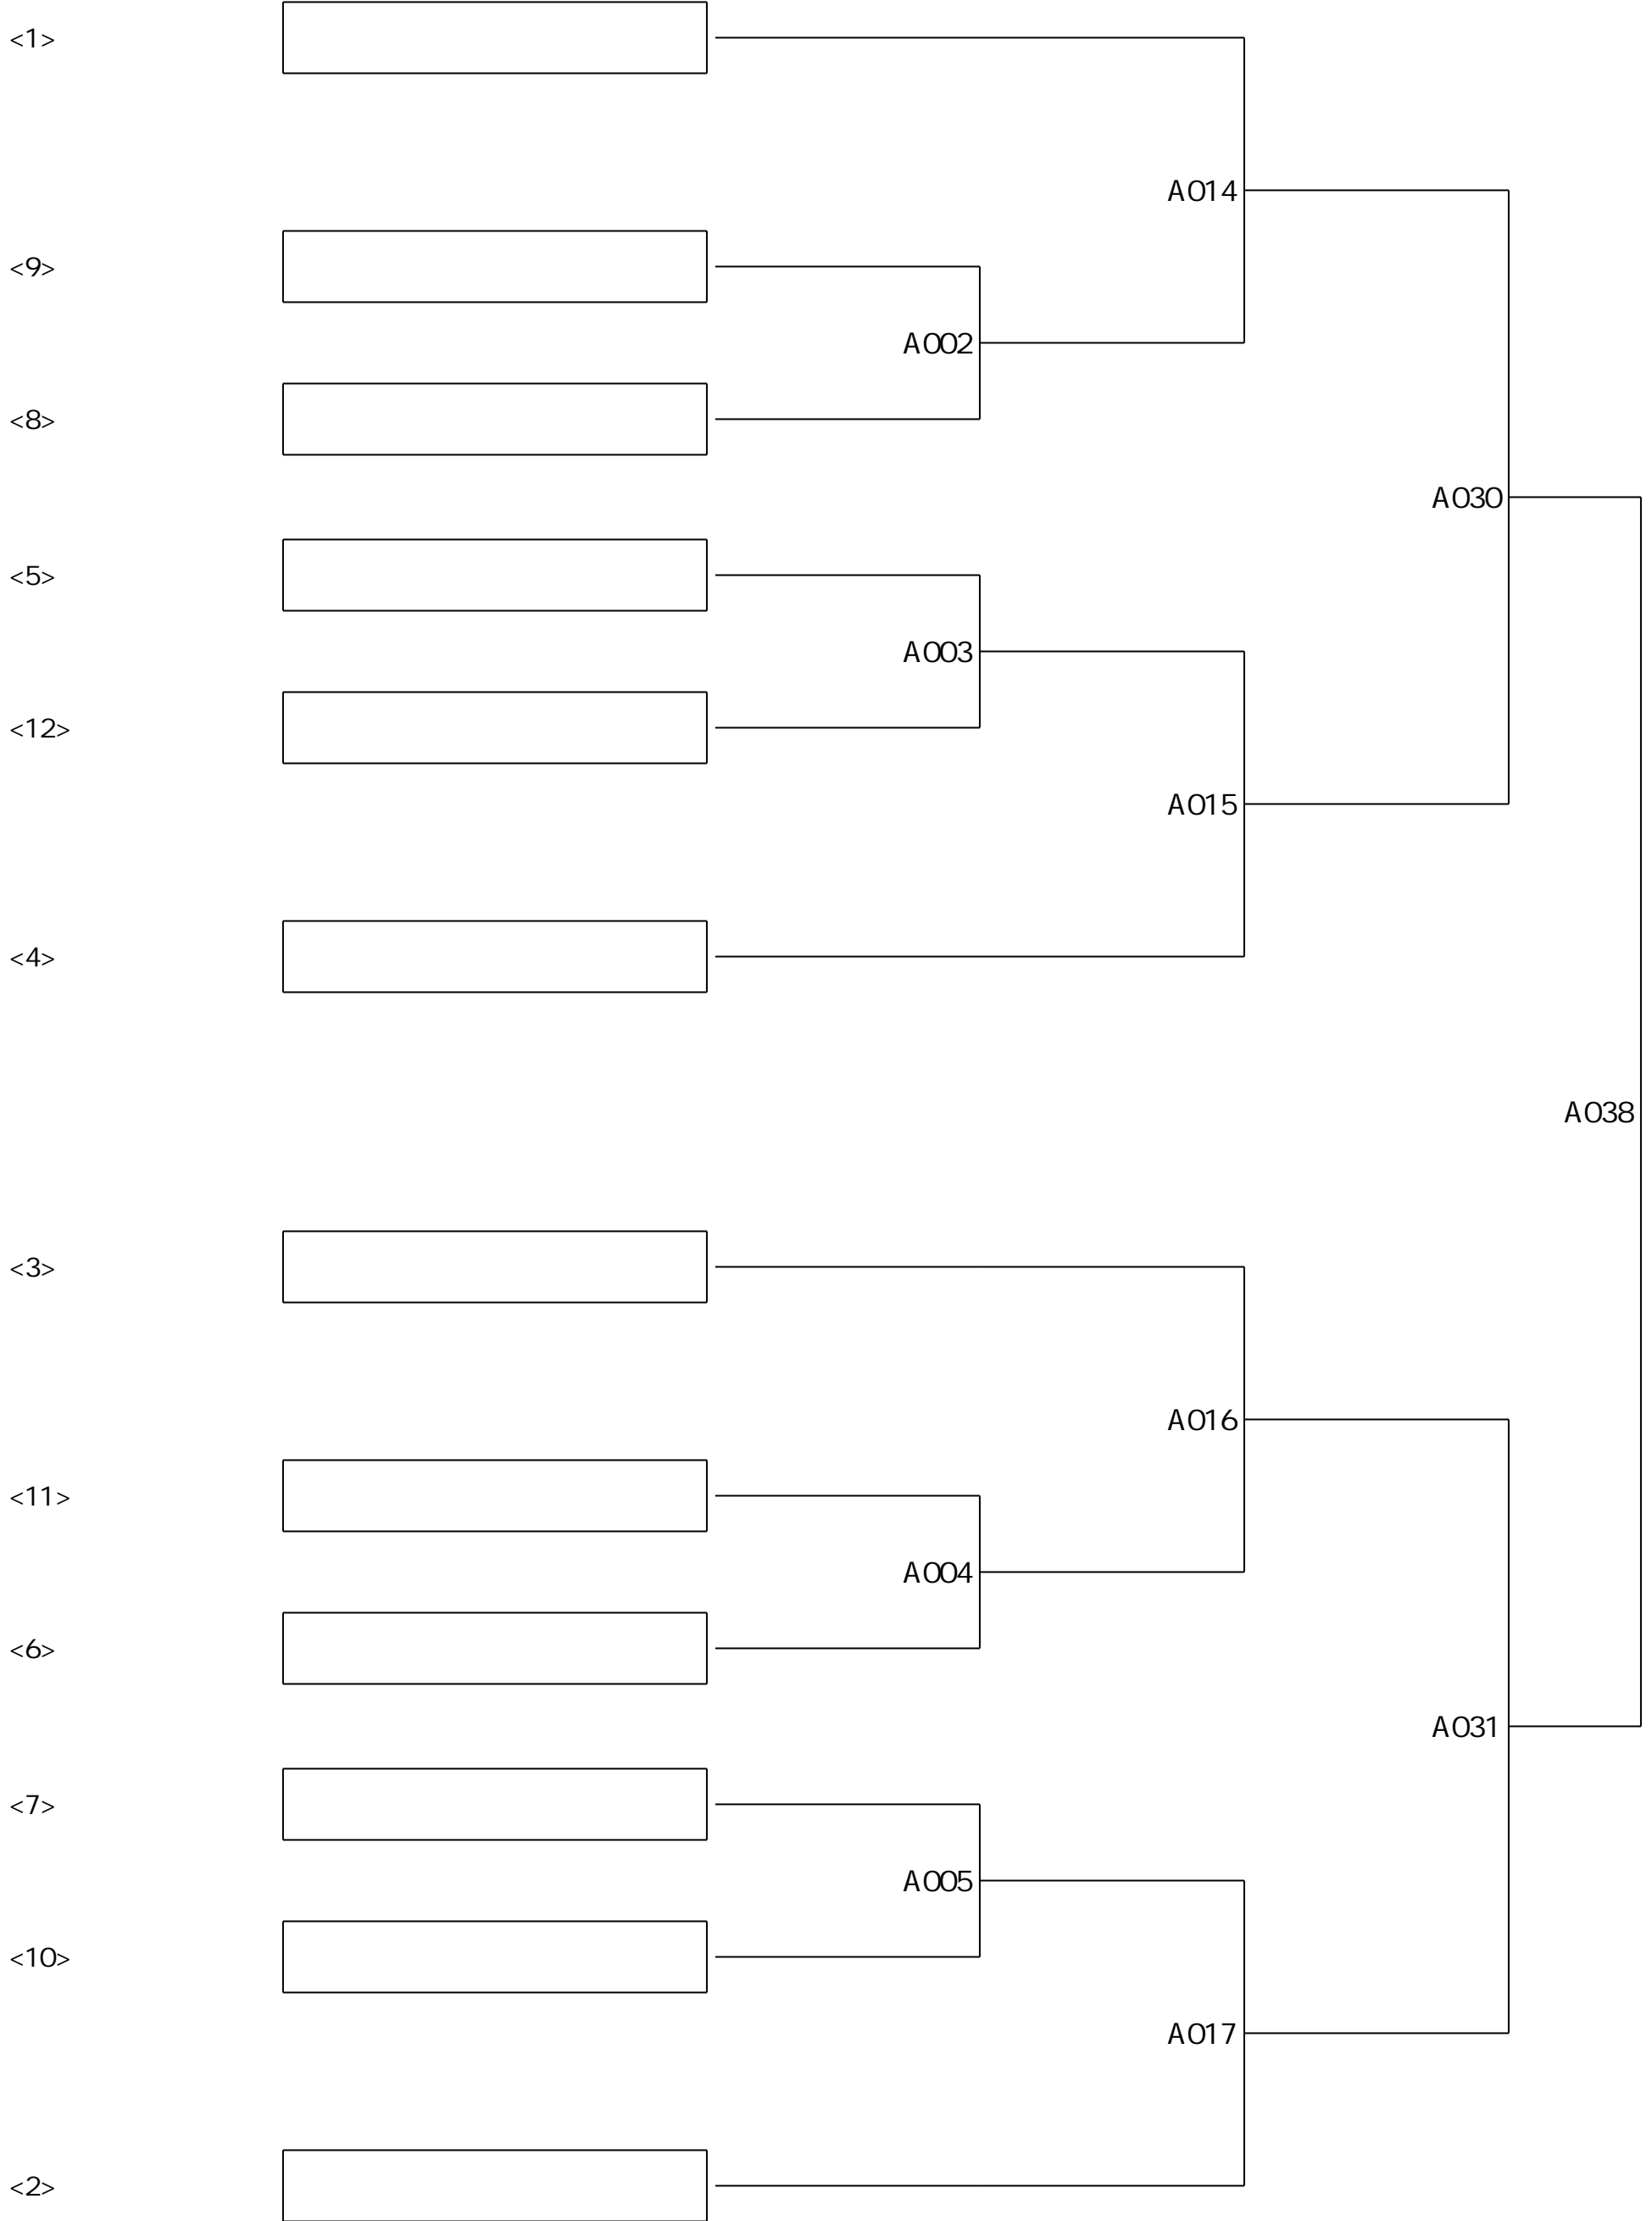 <1>
A014
<9>
A002
<8>
A030
<5>
A003
<12>
A015
<4>
A038
<3>
A016
<11>
A004
<6>
A031
<7>
A005
<10>
A017
<2>